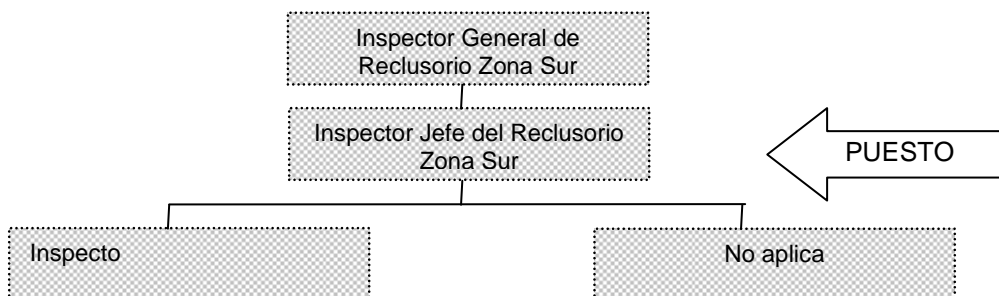 Inspector General de
Reclusorio Zona Sur
Inspector Jefe del Reclusorio
Zona Sur
PUESTO
Inspecto
No aplica